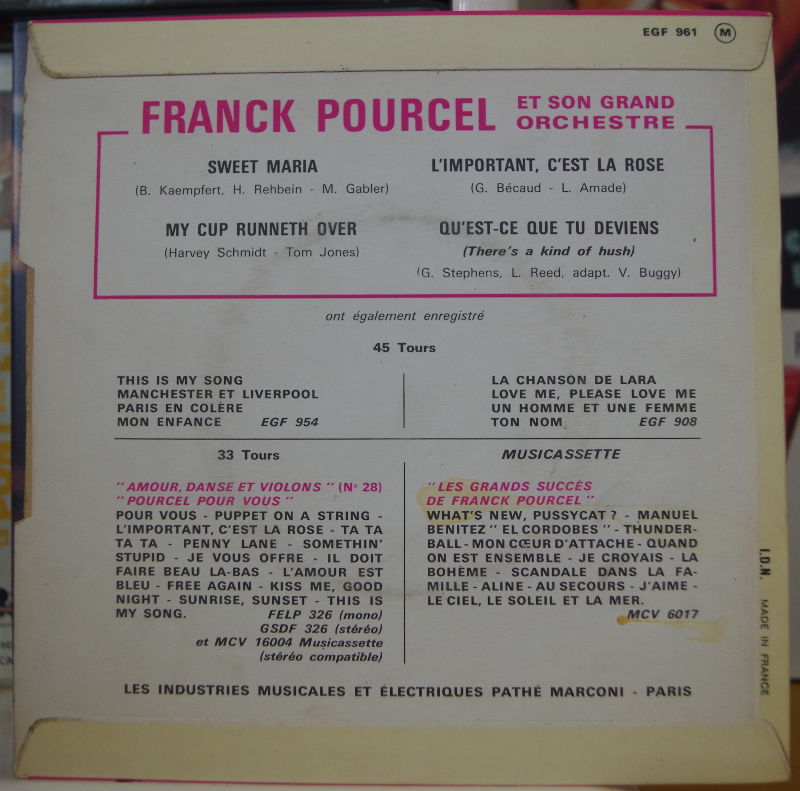 EGF 961 M
FRANCK POURCEL ET SON GRAND
ORCHESTRE
SWEET MARIA
(B. Kaempfert, H. Rehbein - M. Gabler)
L'IMPORTANT, C'EST LA ROSE
(G. Bécaud - L. Amade)
MY CUP RUNNETH OVER
(Harvey Schmidt - Tom Jones)
QU'EST-CE QUE TU DEVIENS
(There's a kind of hush)
(G. Stephens, L. Reed, adapt. V. Buggy)
ont également enregistré
45 Tours
THIS IS MY SONG
MANCHESTER ET LIVERPOOL
PARIS EN COLÈRE
MON ENFANCE EGF 954
LA CHANSON DE LARA
LOVE ME, PLEASE LOVE ME
UN HOMME ET UNE FEMME
TON NOM EGF 908
33 Tours
"AMOUR, DANSE ET VIOLONS" (N° 28)
"POURCEL POUR VOUS"
POUR VOUS - PUPPET ON A STRING -
L'IMPORTANT, C'EST LA ROSE - TA TA
TA TA - PENNY LANE - SOMETHIN'
STUPID - JE VOUS OFFRE - IL DOIT
FAIRE BEAU LA-BAS - L'AMOUR EST
BLEU - FREE AGAIN - KISS ME, GOOD
NIGHT - SUNRISE, SUNSET - THIS IS
MY SONG. FELP 326 (mono)
GSDF 326 (stéréo)
et MCV 16004 Musicassette
(stéréo compatible)
MUSICASSETTE
"LES GRANDS SUCCÈS
DE FRANCK POURCEL"
WHAT'S NEW, PUSSYCAT ? - MANUEL
BENITEZ "EL CORDOBES" - THUNDER-
BALL - MON CŒUR D'ATTACHE - QUAND
ON EST ENSEMBLE - JE CROYAIS - LA
BOHÈME - SCANDALE DANS LA FA-
MILLE - ALINE - AU SECOURS - J'AIME -
LE CIEL, LE SOLEIL ET LA MER.
MCV 6017
LES INDUSTRIES MUSICALES ET ÉLECTRIQUES PATHÉ MARCONI - PARIS
I.D.N. MADE IN FRANCE